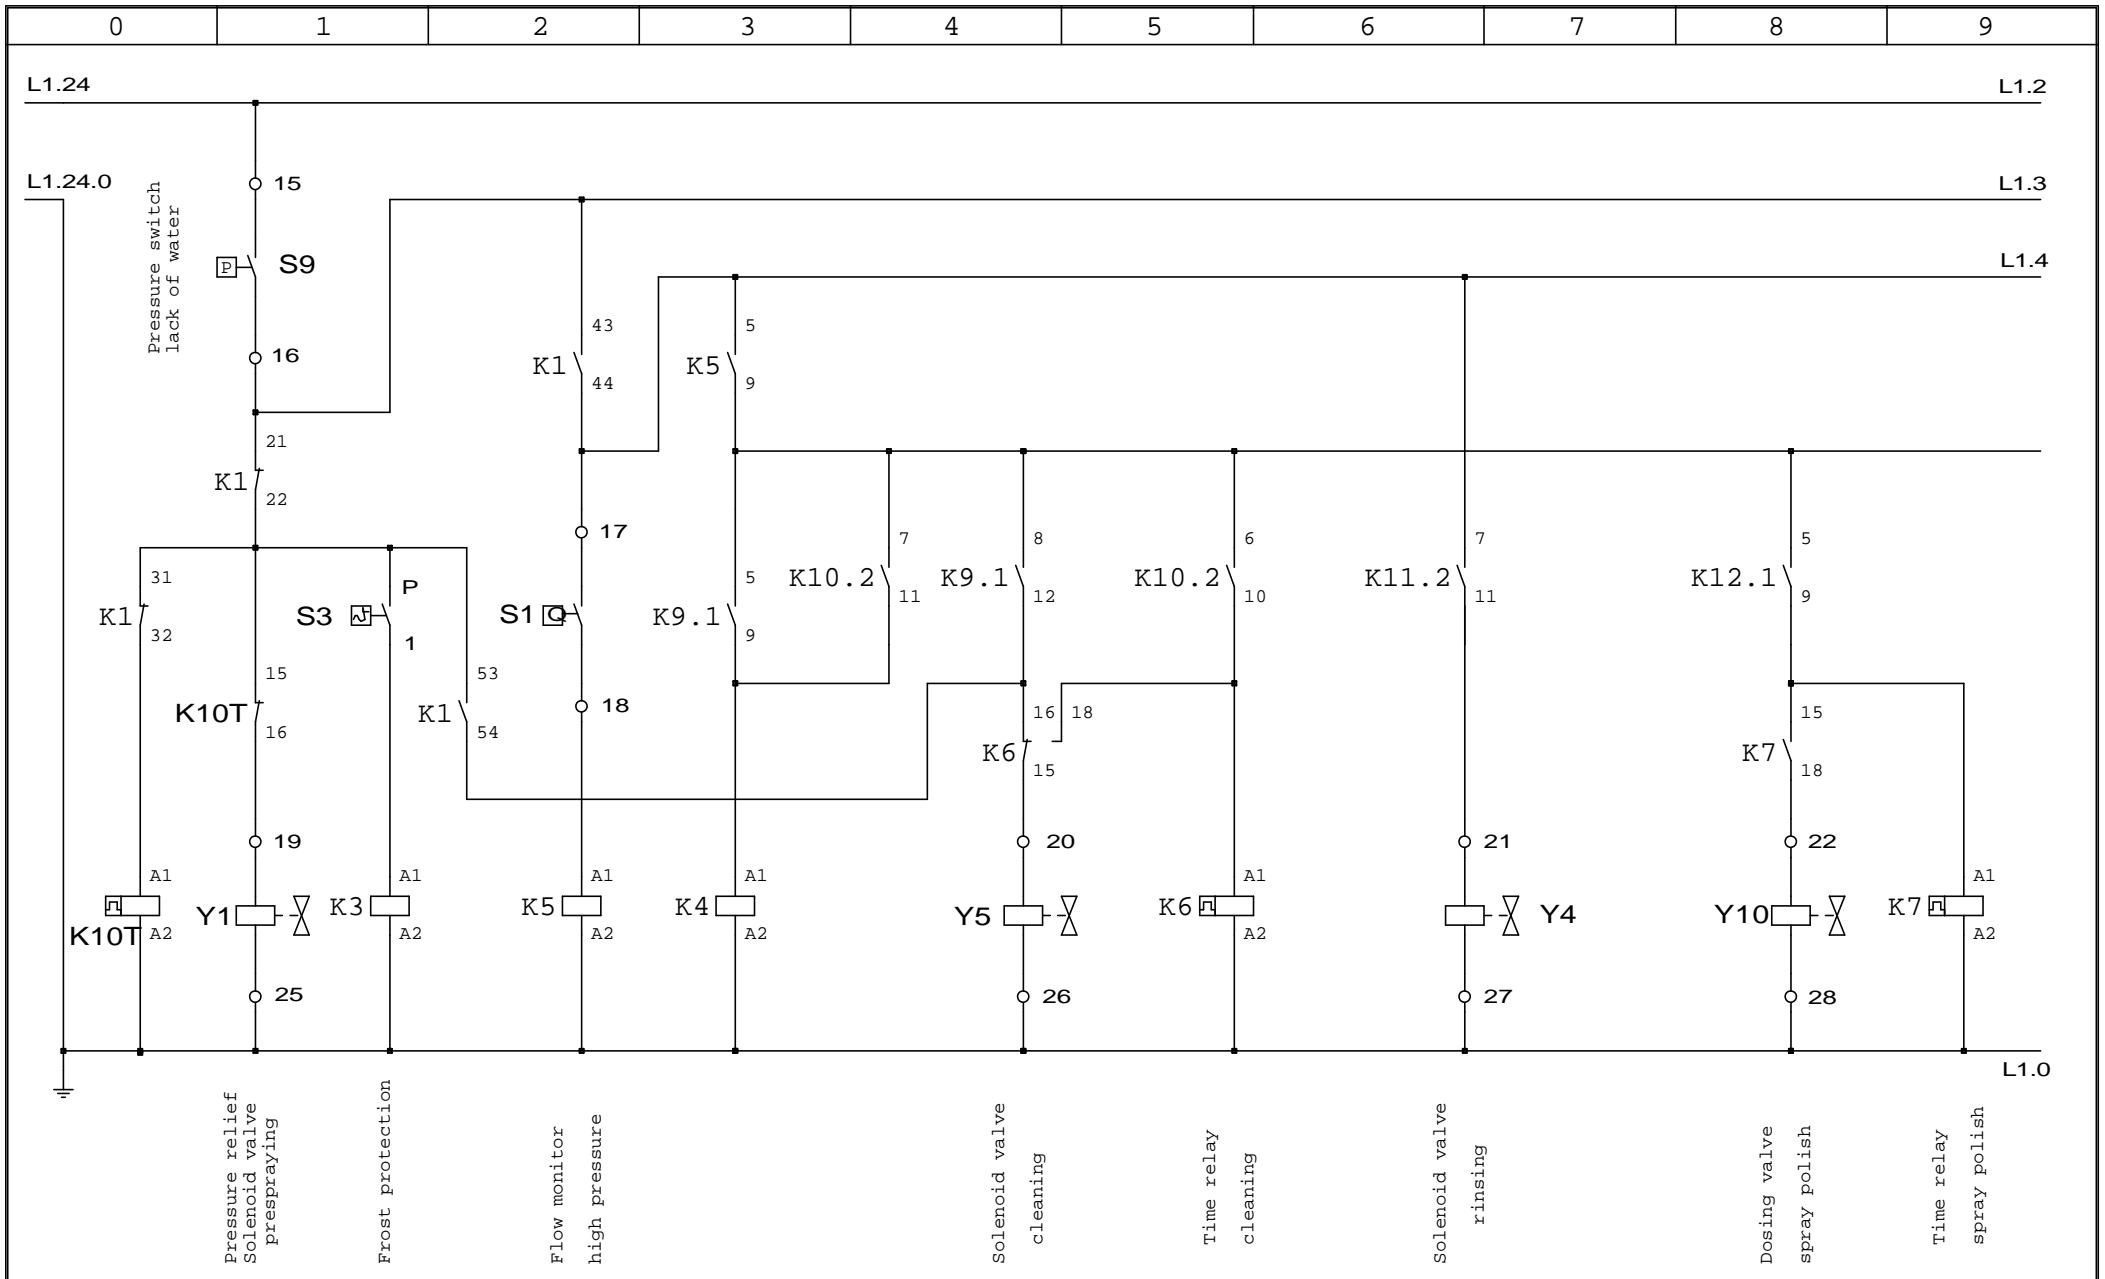 0 1 2 3 4 5 6 7 8 9
L1.24 L1.2
L1.24.0 15 L1.3
Pressure switch
lack of water
P S9 L1.4
43 5
16 K1 K5
44 9
21
K1
22
17
31 P 5 7 8 6 7 5
K10.2 K9.1 K10.2 K11.2 K12.1
11 12 10 11 9
K1 S3 S1 Q K9.1
32 1 9
15 53
K10T K1 18 16 18 15
16 54
K6 K7
15 18
19 20 21 22
A1 A1 A1 A1 A1 A1
Y1 K3 K5 K4 Y5 K6 Y4 Y10 K7
K10T A2 A2 A2 A2 A2 A2
25 26 27 28
L1.0
Pressure relief
Solenoid valve
prespraying
Frost protection
Flow monitor
high pressure
Solenoid valve
cleaning
Time relay
cleaning
Solenoid valve
rinsing
Dosing valve
spray polish
Time relay
spray polish